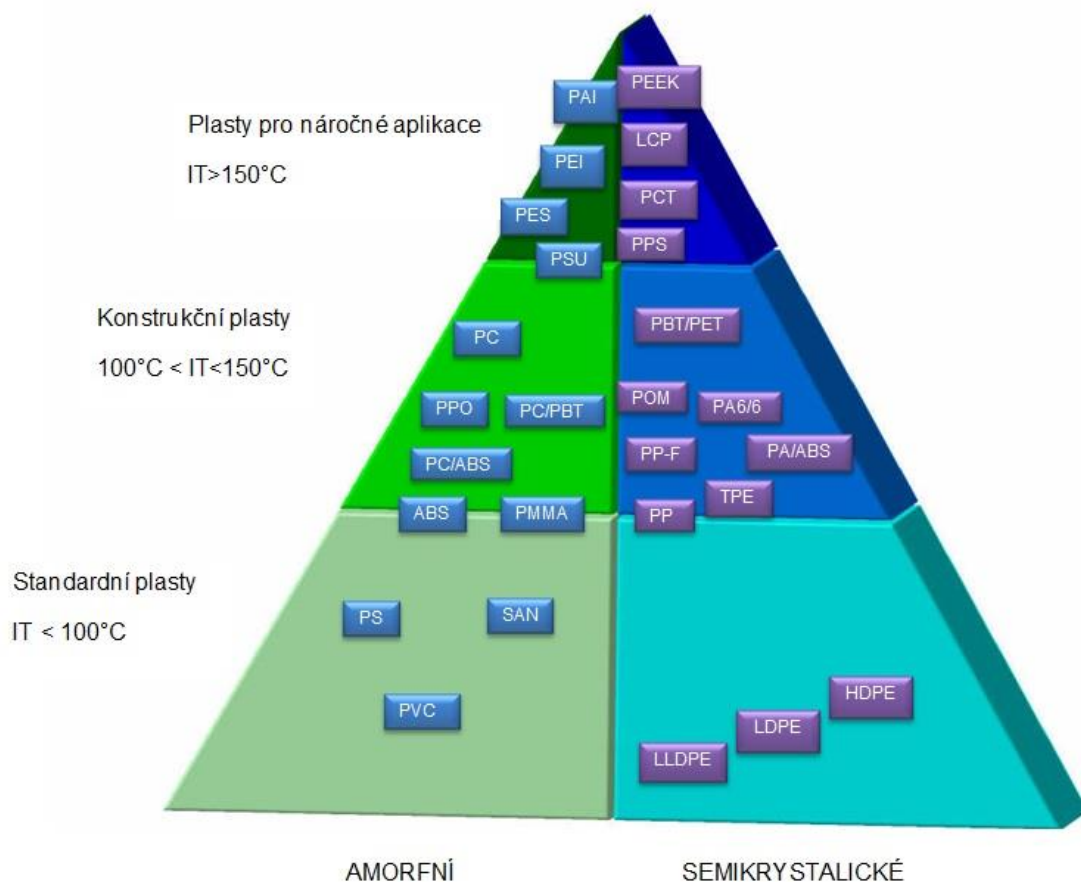 PEEK
PAI
Plasty pro náročné aplikace
LCP
PEI
IT>150°C
PCT
PES
PPS
PSU
Konstrukční plasty
PBT/PET
PC
100°C < IT<150°C
POM
PA6/6
PPO
PC/PBT
PP-F
PA/ABS
PC/ABS
TPE
ABS
PMMA
PP
Standardní plasty
PS
SAN
IT < 100°C
HDPE
PVC
LDPE
LLDPE
AMORFNÍ
SEMIKRYSTALICKÉ